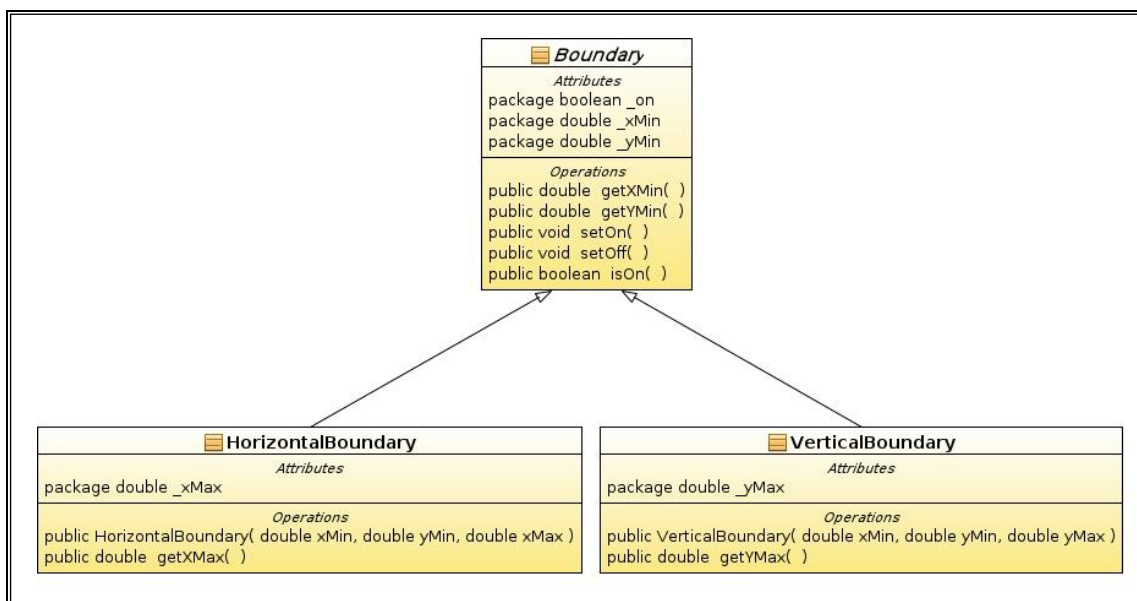 Boundary
Attributes
package boolean _on
package double _xMin
package double _yMin
Operations
public double getXMin( )
public double getYMin( )
public void setOn( )
public void setOff( )
public boolean isOn( )
HorizontalBoundary
Attributes
package double _xMax
Operations
public HorizontalBoundary( double xMin, double yMin, double xMax )
public double getXMax( )
VerticalBoundary
Attributes
package double _yMax
Operations
public VerticalBoundary( double xMin, double yMin, double yMax )
public double getYMax( )